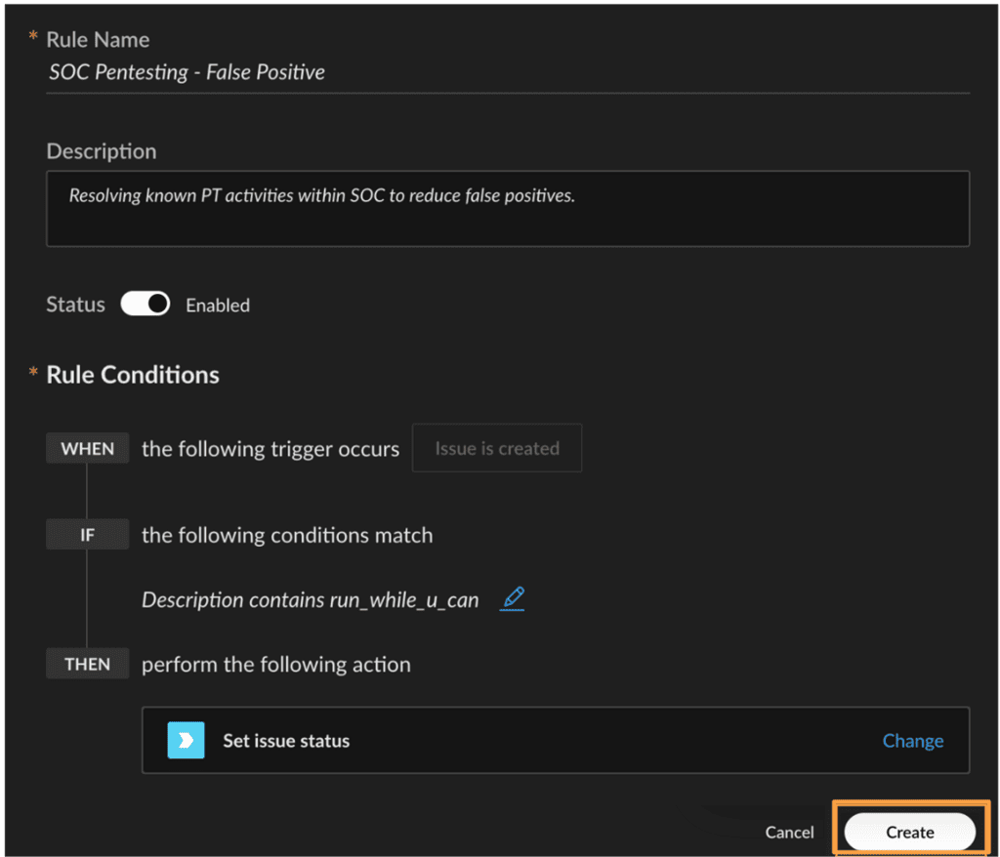 * Rule Name
SOC Pentesting - False Positive
Description
Resolving known PT activities within SOC to reduce false positives.
Status Enabled
* Rule Conditions
WHEN the following trigger occurs Issue is created
IF the following conditions match
Description contains run_while_u_can
THEN perform the following action
Set issue status Change
Cancel Create